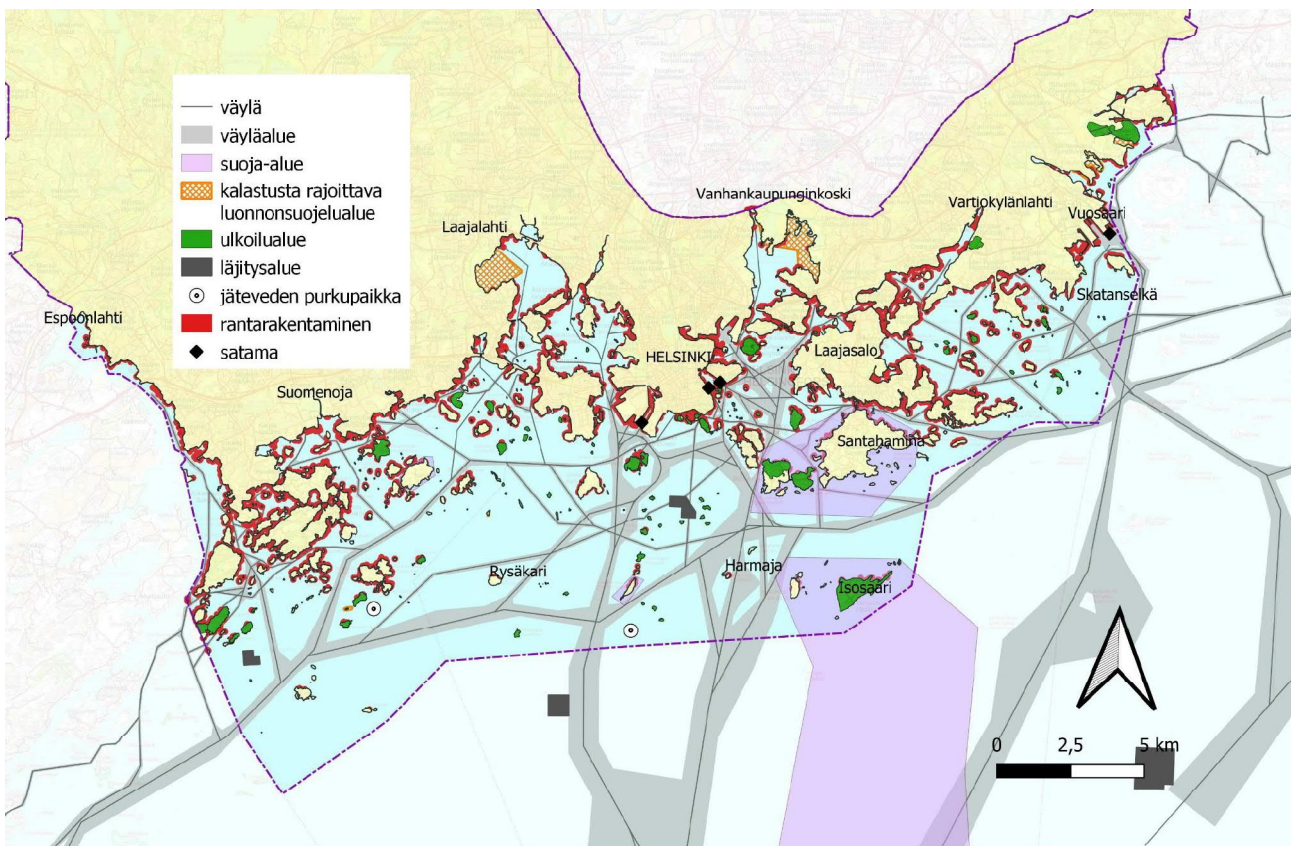 väylä
väyläalue
suoja-alue
kalastusta rajoittava
luonnonsuojelualue
ulkoilualue
läjitysalue
jäteveden purkupaikka
rantarakentaminen
satama
Vanhankaupunginkoski
Vartiokylänlahti
Vuosaari
Laajalahti
Skatanselkä
Espoonlahti
HELSINKI
Laajasalo
Suomenoja
Santahamina
Harmaja
Rysäkari
Isosaari
0 2,5 5 km